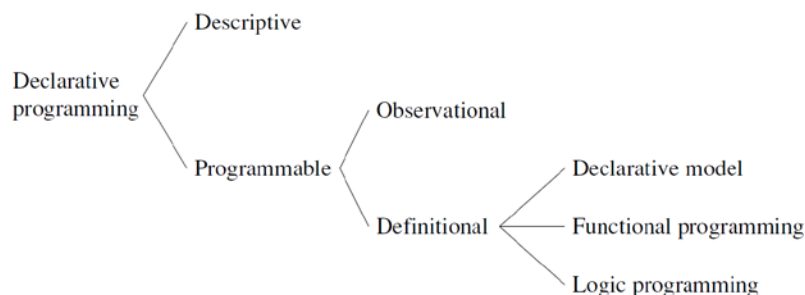 Descriptive
Declarative
programming
Observational
Programmable
Declarative model
Definitional
Functional programming
Logic programming